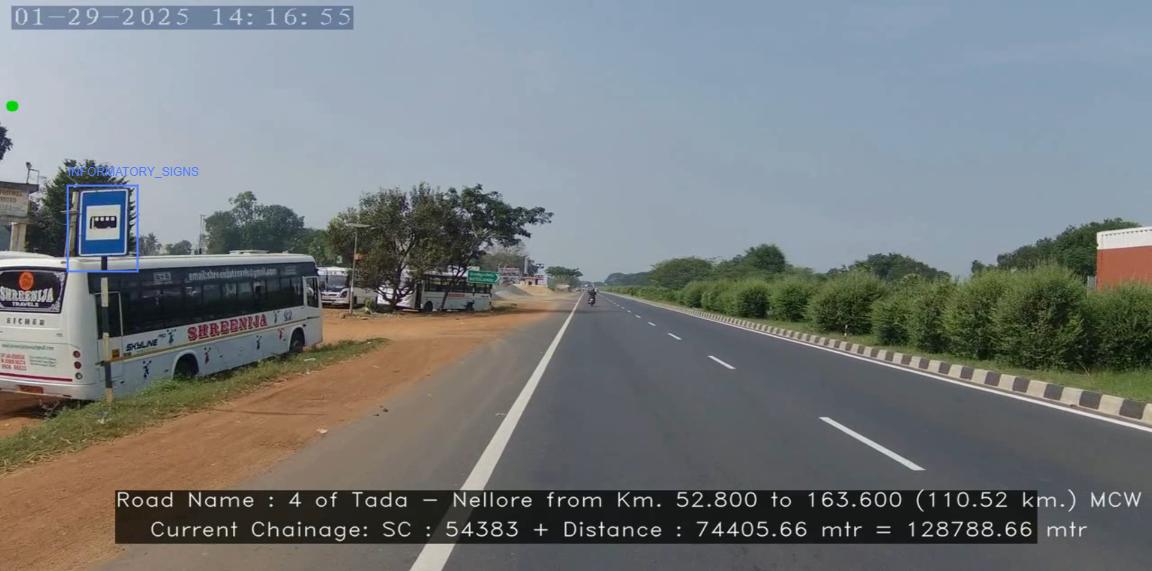 01-29-2025 14:16:55
INFORMATORY_SIGNS
SHREENIJA
TRAVELS
EICHER
SKYLINE PRO
SHREENIJA
Road Name : 4 of Tada - Nellore from Km. 52.800 to 163.600 (110.52 km.) MCW
Current Chainage: SC : 54383 + Distance : 74405.66 mtr = 128788.66 mtr